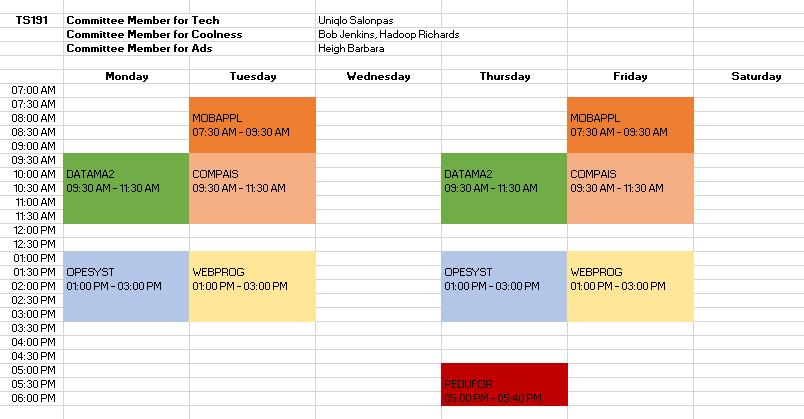 TS191 Committee Member for Tech Uniqlo Salonpas
Committee Member for Coolness Bob Jenkins, Hadoop Richards
Committee Member for Ads Heigh Barbara
Monday Tuesday Wednesday Thursday Friday Saturday
07:00 AM
07:30 AM
08:00 AM MOBAPPL MOBAPPL
08:30 AM 07:30 AM - 09:30 AM 07:30 AM - 09:30 AM
09:00 AM
09:30 AM
10:00 AM DATAMA2 COMPAIS DATAMA2 COMPAIS
10:30 AM 09:30 AM - 11:30 AM 09:30 AM - 11:30 AM 09:30 AM - 11:30 AM 09:30 AM - 11:30 AM
11:00 AM
11:30 AM
12:00 PM
12:30 PM
01:00 PM
01:30 PM OPESYST WEBPROG OPESYST WEBPROG
02:00 PM 01:00 PM - 03:00 PM 01:00 PM - 03:00 PM 01:00 PM - 03:00 PM 01:00 PM - 03:00 PM
02:30 PM
03:00 PM
03:30 PM
04:00 PM
04:30 PM
05:00 PM
05:30 PM PEDUFOR
06:00 PM 05:00 PM - 05:40 PM